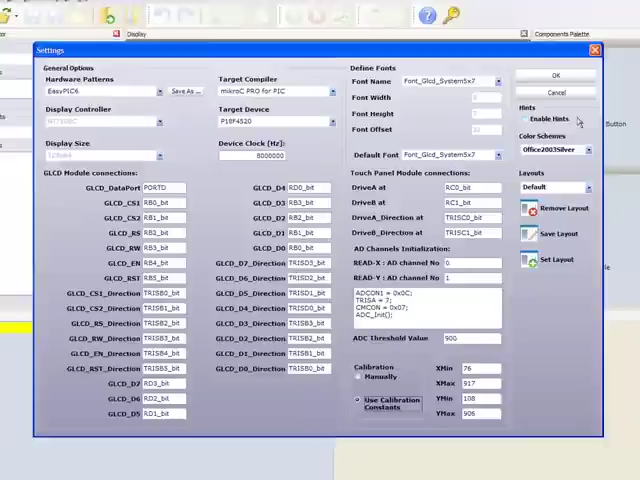 Display
Components Palette
Settings
General Options
Hardware Patterns
EasyPIC6
Save As ...
Target Compiler
mikroC PRO for PIC
Display Controller
Target Device
P18F4520
Display Size
128x64
Device Clock [Hz]:
8000000
GLCD Module connections:
GLCD_DataPort PORTD
GLCD_CS1 RB0_bit
GLCD_CS2 RB1_bit
GLCD_RS RB2_bit
GLCD_RW RB3_bit
GLCD_EN RB4_bit
GLCD_RST RB5_bit
GLCD_CS1_Direction TRISB0_bit
GLCD_CS2_Direction TRISB1_bit
GLCD_RS_Direction TRISB2_bit
GLCD_RW_Direction TRISB3_bit
GLCD_EN_Direction TRISB4_bit
GLCD_RST_Direction TRISB5_bit
GLCD_D7 RD3_bit
GLCD_D6 RD2_bit
GLCD_D5 RD1_bit
GLCD_D4 RD0_bit
GLCD_D3 RB3_bit
GLCD_D2 RB2_bit
GLCD_D1 RB1_bit
GLCD_D0 RB0_bit
GLCD_D7_Direction TRISD3_bit
GLCD_D6_Direction TRISD2_bit
GLCD_D5_Direction TRISD1_bit
GLCD_D4_Direction TRISD0_bit
GLCD_D3_Direction TRISB3_bit
GLCD_D2_Direction TRISB2_bit
GLCD_D1_Direction TRISB1_bit
GLCD_D0_Direction TRISB0_bit
Define Fonts
Font Name Font_Glcd_System5x7
Font Width
Font Height
Font Offset
Default Font Font_Glcd_System5x7
Touch Panel Module connections:
DriveA at RC0_bit
DriveB at RC1_bit
DriveA_Direction at TRISC0_bit
DriveB_Direction at TRISC1_bit
AD Channels Initialization:
READ-X : AD channel No 0
READ-Y : AD channel No 1
ADCON1 = 0x0C;
TRISA = 7;
CMCON = 0x07;
ADC_Init();
ADC Threshold Value 900
Calibration
Manually
Use Calibration
Constants
XMin 76
XMax 917
YMin 108
YMax 906
OK
Cancel
Hints
Enable Hints
Color Schemes
Office2003Silver
Layouts
Default
Remove Layout
Save Layout
Set Layout
Button